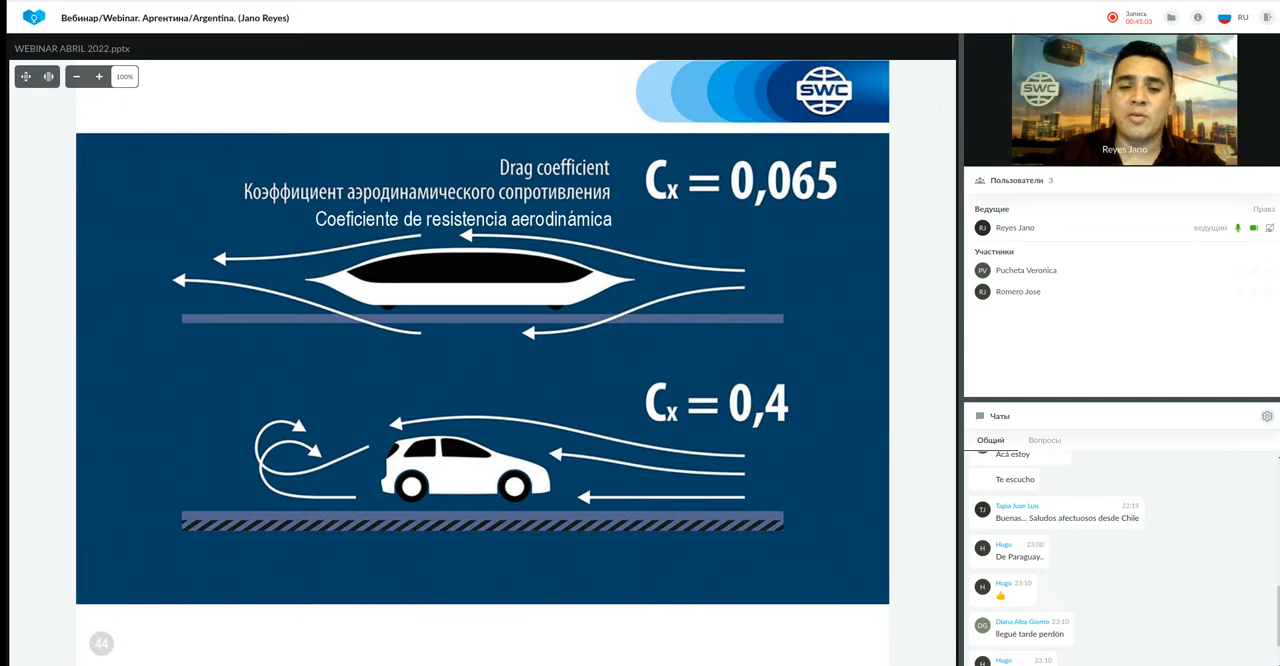 Вебинар/Webinar. Аргентина/Argentina. (Jano Reyes)
Запись
00:45:03
RU
WEBINAR ABRIL 2022.pptx
100%
SWC
Drag coefficient
Коэффициент аэродинамического сопротивления
Coeficiente de resistencia aerodinámica
Cx = 0,065
Cx = 0,4
44
SWC
Reyes Jano
Пользователи 3
Ведущие Права
RJ Reyes Jano ведущий
Участники
PV Pucheta Veronica
RJ Romero Jose
Чаты
Общий Вопросы
Acá estoy
Te escucho
TJ Tapia Juan Luis 22:19
Buenas... Saludos afectuosos desde Chile
H Hugo 23:00
De Paraguay..
H Hugo 23:10
👍
DG Diana Alba Giorno 23:10
llegué tarde perdón
H Hugo 23:10